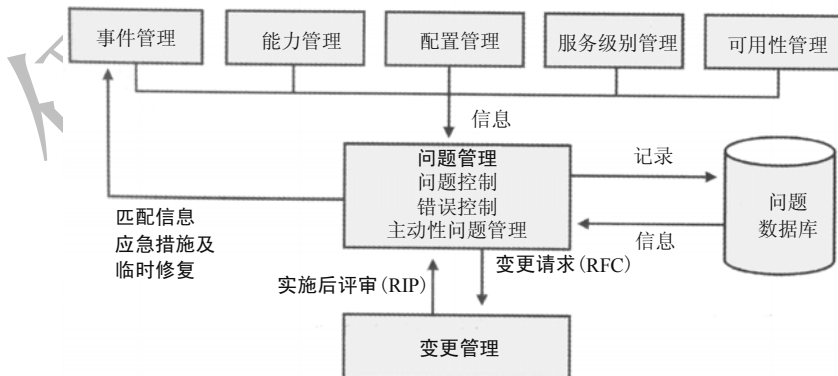 事件管理
能力管理
配置管理
服务级别管理
可用性管理
信息
问题管理
问题控制
错误控制
主动性问题管理
记录
问题
数据库
信息
匹配信息
应急措施及
临时修复
变更请求(RFC)
实施后评审(RIP)
变更管理